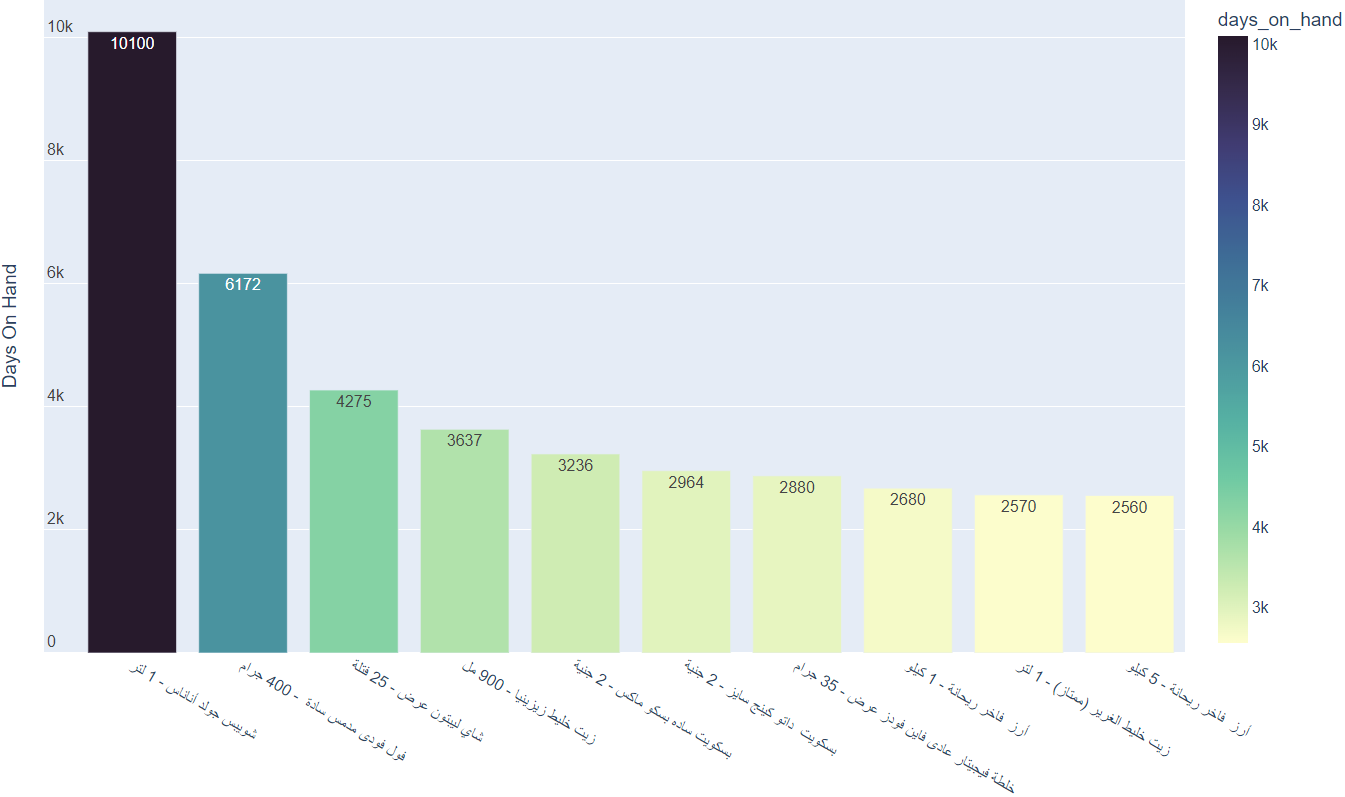 days_on_hand
10k
9k
8k
7k
6k
5k
4k
3k
Days On Hand
10k
8k
6k
4k
2k
0
10100
6172
4275
3637
3236
2964
2880
2680
2570
2560
شويبس جولد أناناس - 1 لتر
فول فودى مدمس سادة - 400 جرام
شاي ليبتون عرض - 25 فتلة
زيت خليط زيزينيا - 900 مل
بسكويت ساده بسكو ماكس - 2 جنية
بسكويت داتو كينج سايز - 2 جنية
خلطة فيجيتار عادى فاين فودز عرض - 35 جرام
أرز فاخر ريحانة - 1 كيلو
زيت خليط الغرير (ممتاز) - 1 لتر
أرز فاخر ريحانة - 5 كيلو